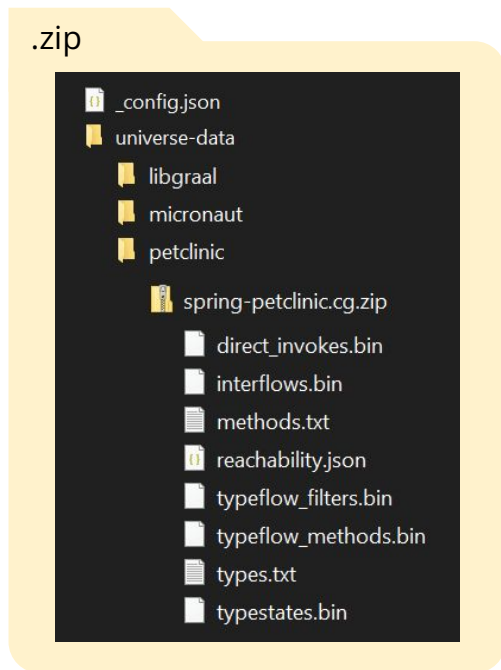 .zip
_config.json
universe-data
libgraal
micronaut
petclinic
spring-petclinic.cg.zip
direct_invokes.bin
interflows.bin
methods.txt
reachability.json
typeflow_filters.bin
typeflow_methods.bin
types.txt
typestates.bin